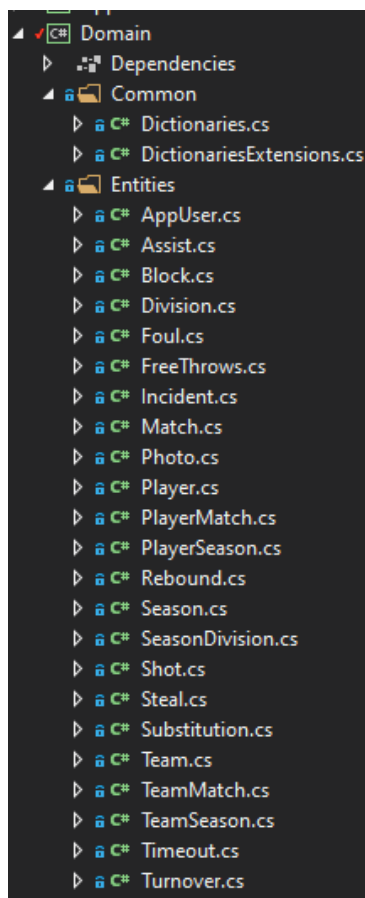 C# Domain
Dependencies
Common
C# Dictionaries.cs
C# DictionariesExtensions.cs
Entities
C# AppUser.cs
C# Assist.cs
C# Block.cs
C# Division.cs
C# Foul.cs
C# FreeThrows.cs
C# Incident.cs
C# Match.cs
C# Photo.cs
C# Player.cs
C# PlayerMatch.cs
C# PlayerSeason.cs
C# Rebound.cs
C# Season.cs
C# SeasonDivision.cs
C# Shot.cs
C# Steal.cs
C# Substitution.cs
C# Team.cs
C# TeamMatch.cs
C# TeamSeason.cs
C# Timeout.cs
C# Turnover.cs